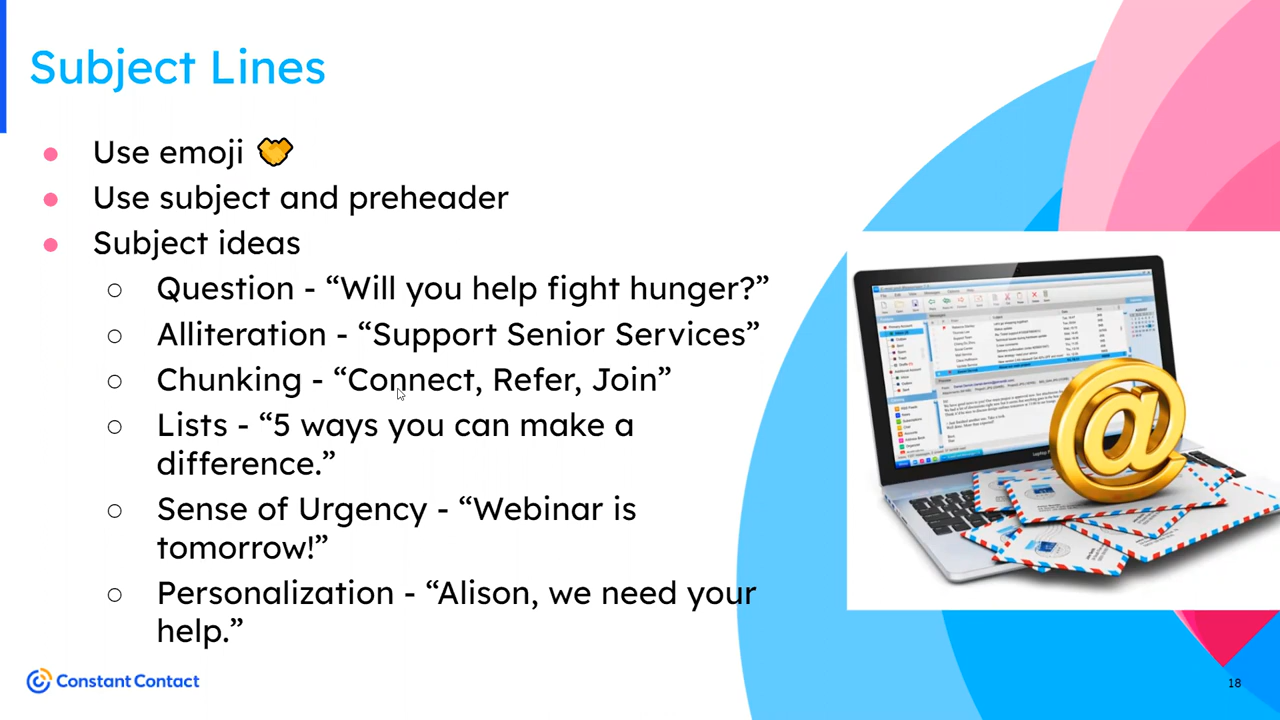 Subject Lines
● Use emoji 🤝
● Use subject and preheader
● Subject ideas
○ Question - “Will you help fight hunger?”
○ Alliteration - “Support Senior Services”
○ Chunking - “Connect, Refer, Join”
○ Lists - “5 ways you can make a
difference.”
○ Sense of Urgency - “Webinar is
tomorrow!”
○ Personalization - “Alison, we need your
help.”
Constant Contact
18